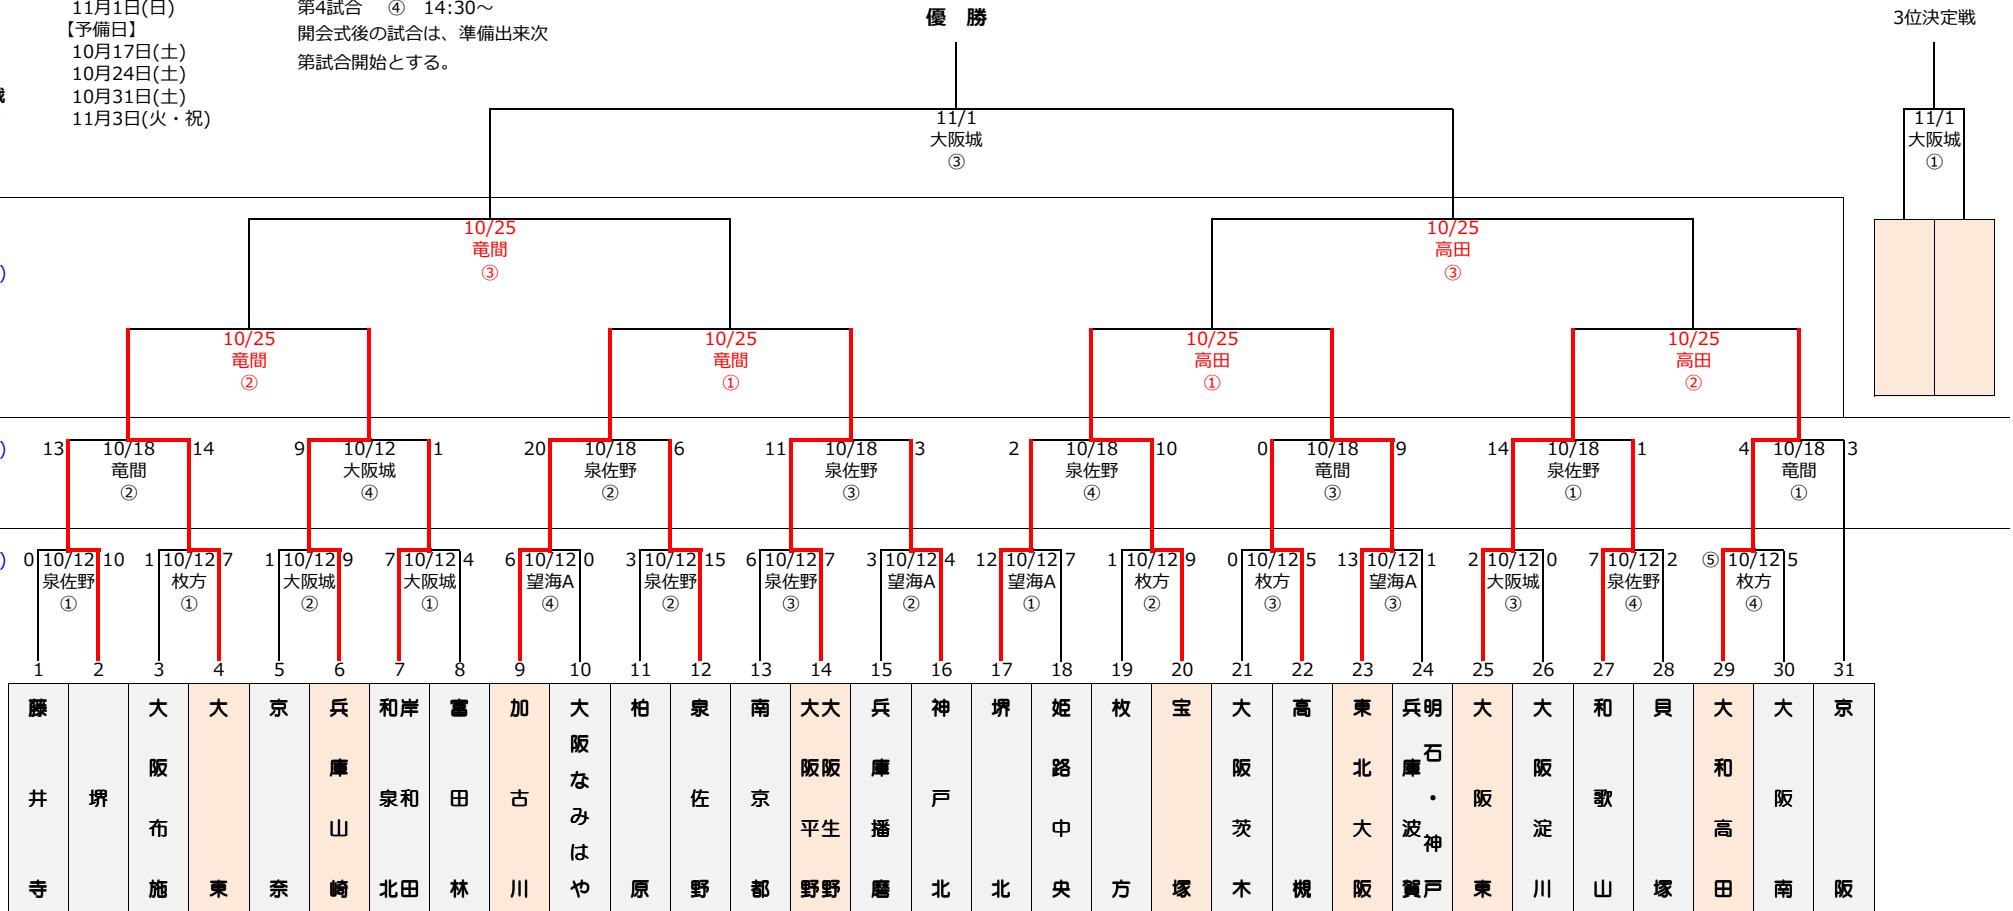 11月1日(日)
【予備日】
10月17日(土)
10月24日(土)
10月31日(土)
11月3日(火・祝)
第4試合 ④ 14:30～
開会式後の試合は、準備出来次
第試合開始とする。
優 勝
3位決定戦
11/1
大阪城
③
11/1
大阪城
①
10/25
竜間
③
10/25
高田
③
10/25
竜間
②
10/25
竜間
①
10/25
高田
①
10/25
高田
②
13 10/18 14
竜間
②
9 10/12 1
大阪城
④
20 10/18 6
泉佐野
②
11 10/18 3
泉佐野
③
2 10/18 10
泉佐野
④
0 10/18 9
竜間
③
14 10/18 1
泉佐野
①
4 10/18 3
竜間
①
0 10/12 10
泉佐野
①
1 10/12 7
枚方
①
1 10/12 9
大阪城
②
7 10/12 4
大阪城
①
6 10/12 0
望海A
④
3 10/12 15
泉佐野
②
6 10/12 7
泉佐野
③
3 10/12 4
望海A
②
12 10/12 7
望海A
①
1 10/12 9
枚方
②
0 10/12 5
枚方
③
13 10/12 1
望海A
③
2 10/12 0
大阪城
③
7 10/12 2
泉佐野
④
⑤ 10/12 5
枚方
④
1 2 3 4 5 6 7 8 9 10 11 12 13 14 15 16 17 18 19 20 21 22 23 24 25 26 27 28 29 30 31
藤井寺
堺
大阪布施
大東
京奈
兵庫山崎
岸和田
和泉北
富田林
加古川
大阪なみはや
柏原
泉佐野
南京都
大阪生野
大阪平野
兵庫播磨
神戸北
堺北
姫路中央
枚方
宝塚
大阪茨木
高槻
東北大阪
明石・神戸
兵庫波賀
大阪東
大阪淀川
和歌山
貝塚
大和高田
大阪南
京阪